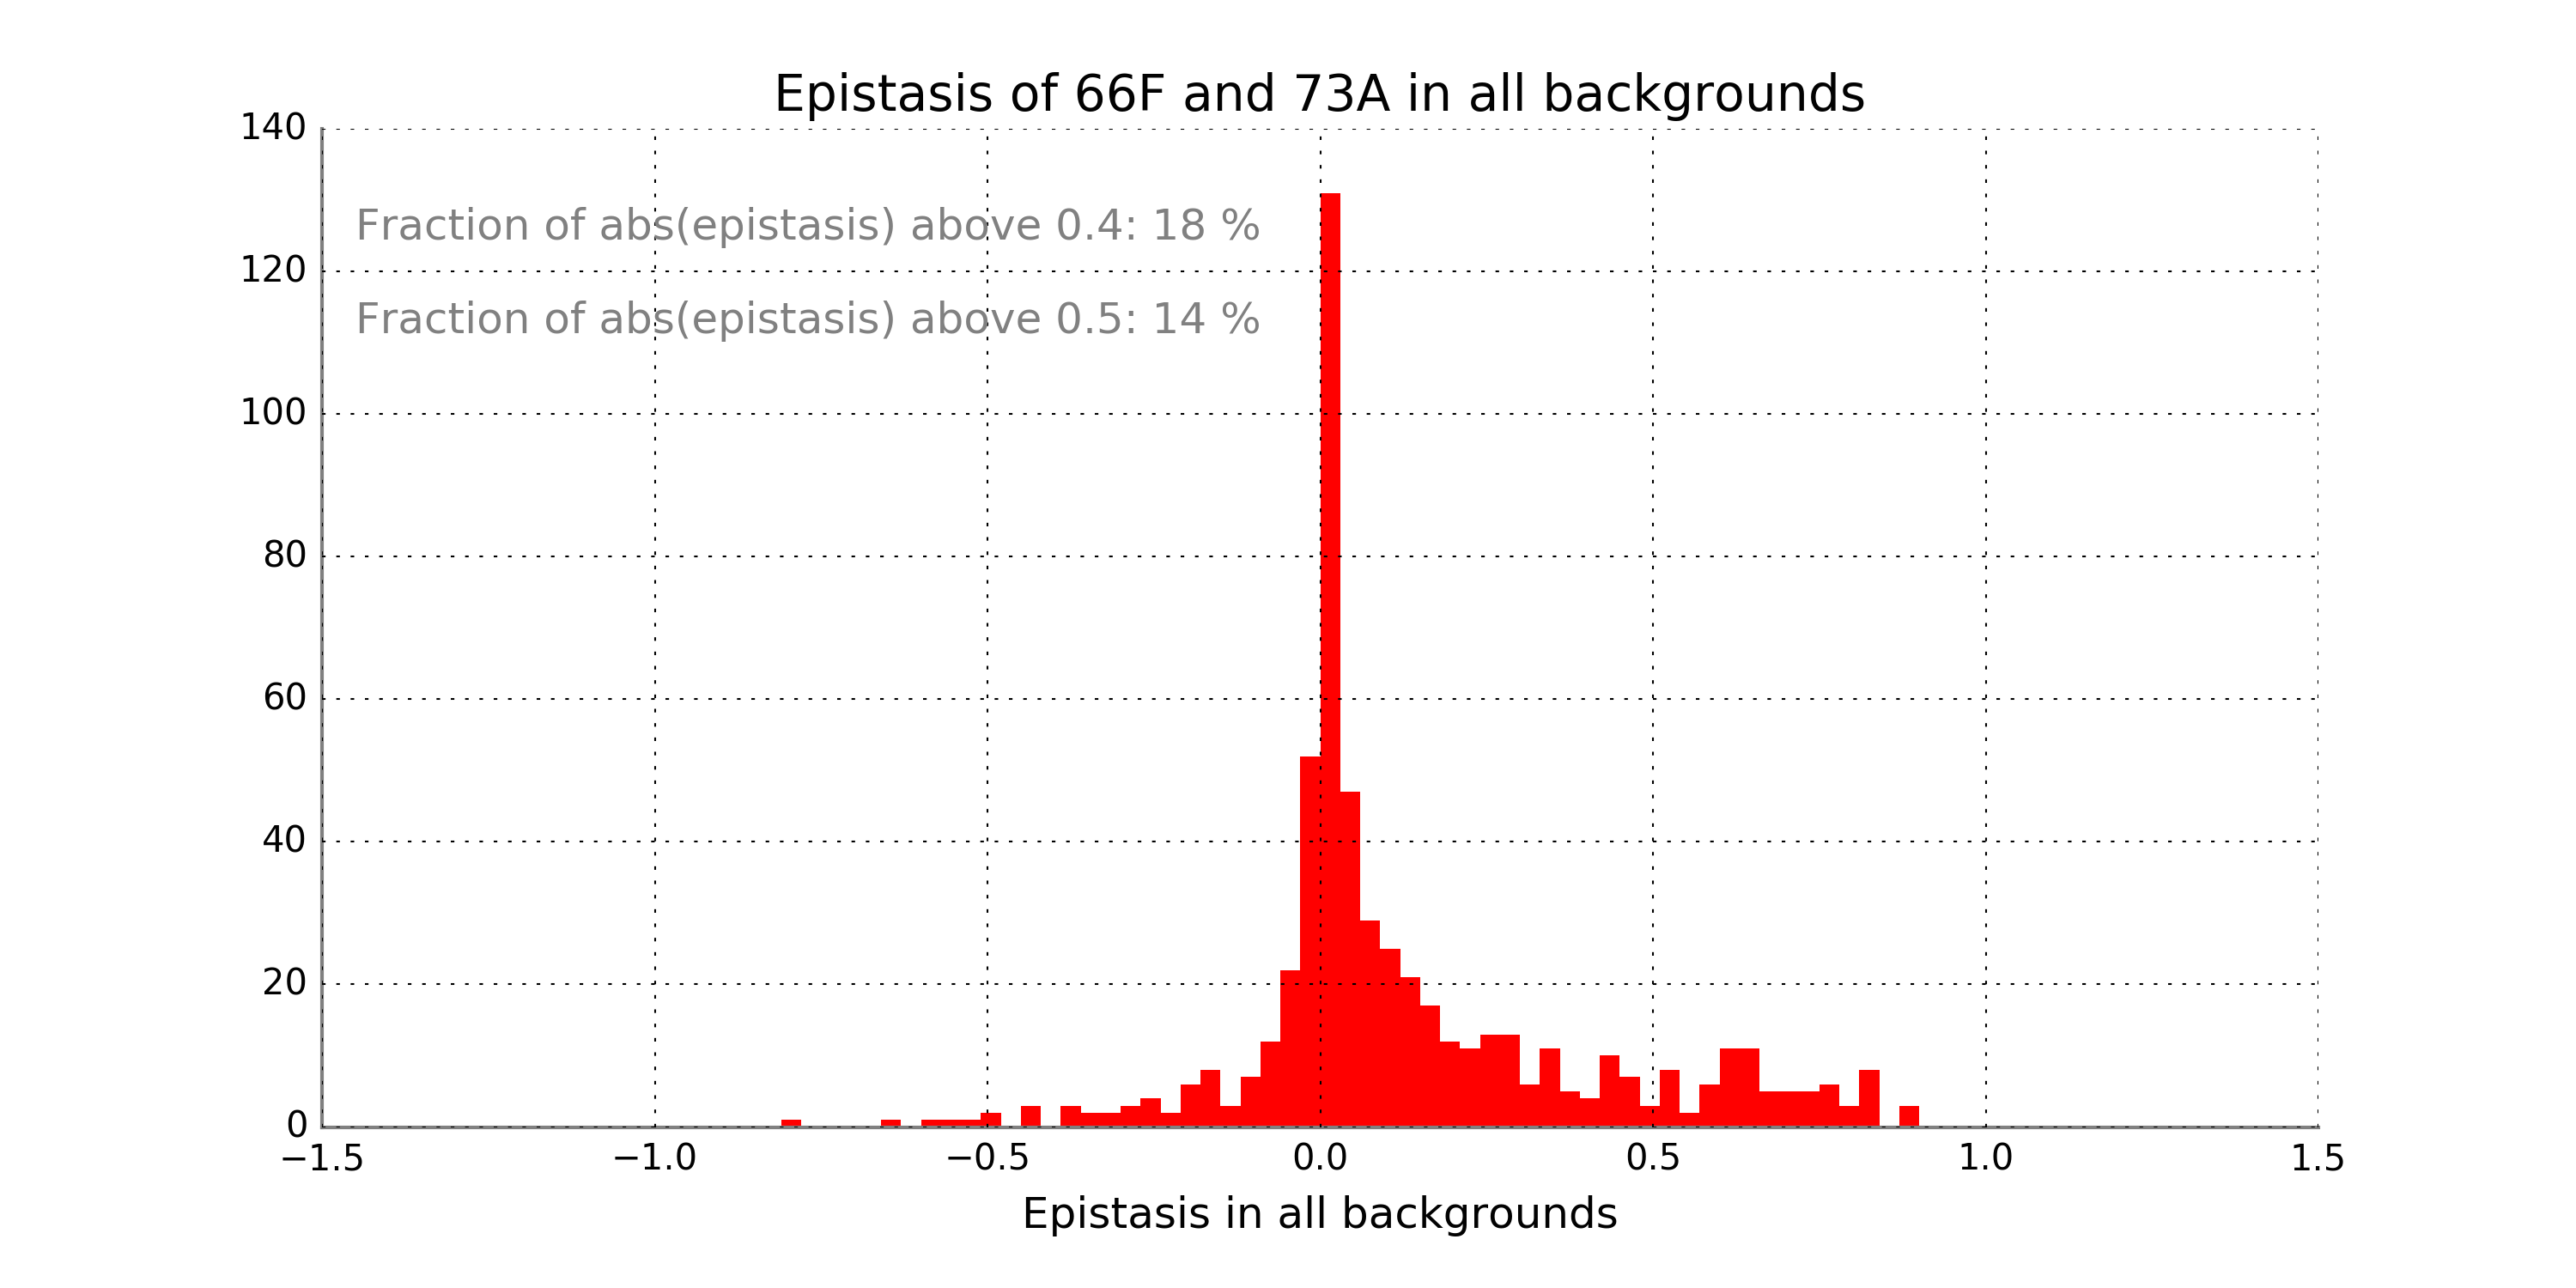 Epistasis of 66F and 73A in all backgrounds
140
Fraction of abs(epistasis) above 0.4: 18 %
120
Fraction of abs(epistasis) above 0.5: 14 %
100
80
60
40
20
0
−1.5 −1.0 −0.5 0.0 0.5 1.0 1.5
Epistasis in all backgrounds